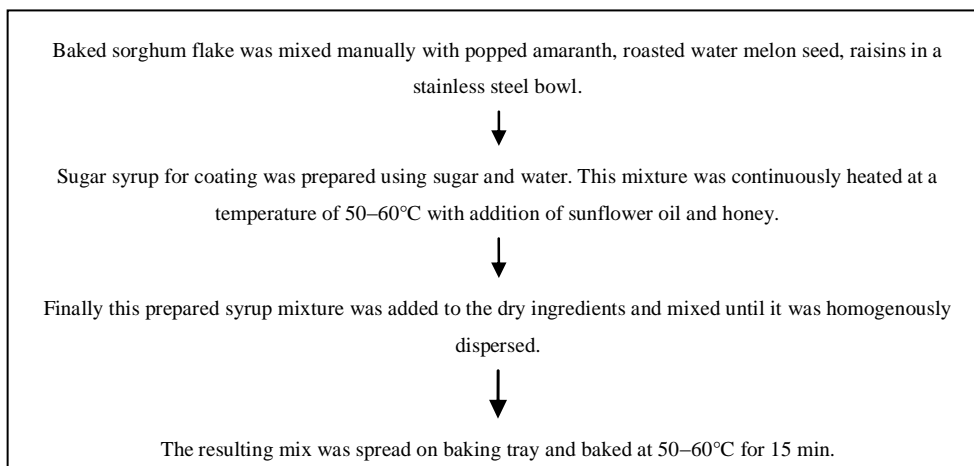 Baked sorghum flake was mixed manually with popped amaranth, roasted water melon seed, raisins in a
stainless steel bowl.
Sugar syrup for coating was prepared using sugar and water. This mixture was continuously heated at a
temperature of 50–60°C with addition of sunflower oil and honey.
Finally this prepared syrup mixture was added to the dry ingredients and mixed until it was homogenously
dispersed.
The resulting mix was spread on baking tray and baked at 50–60°C for 15 min.